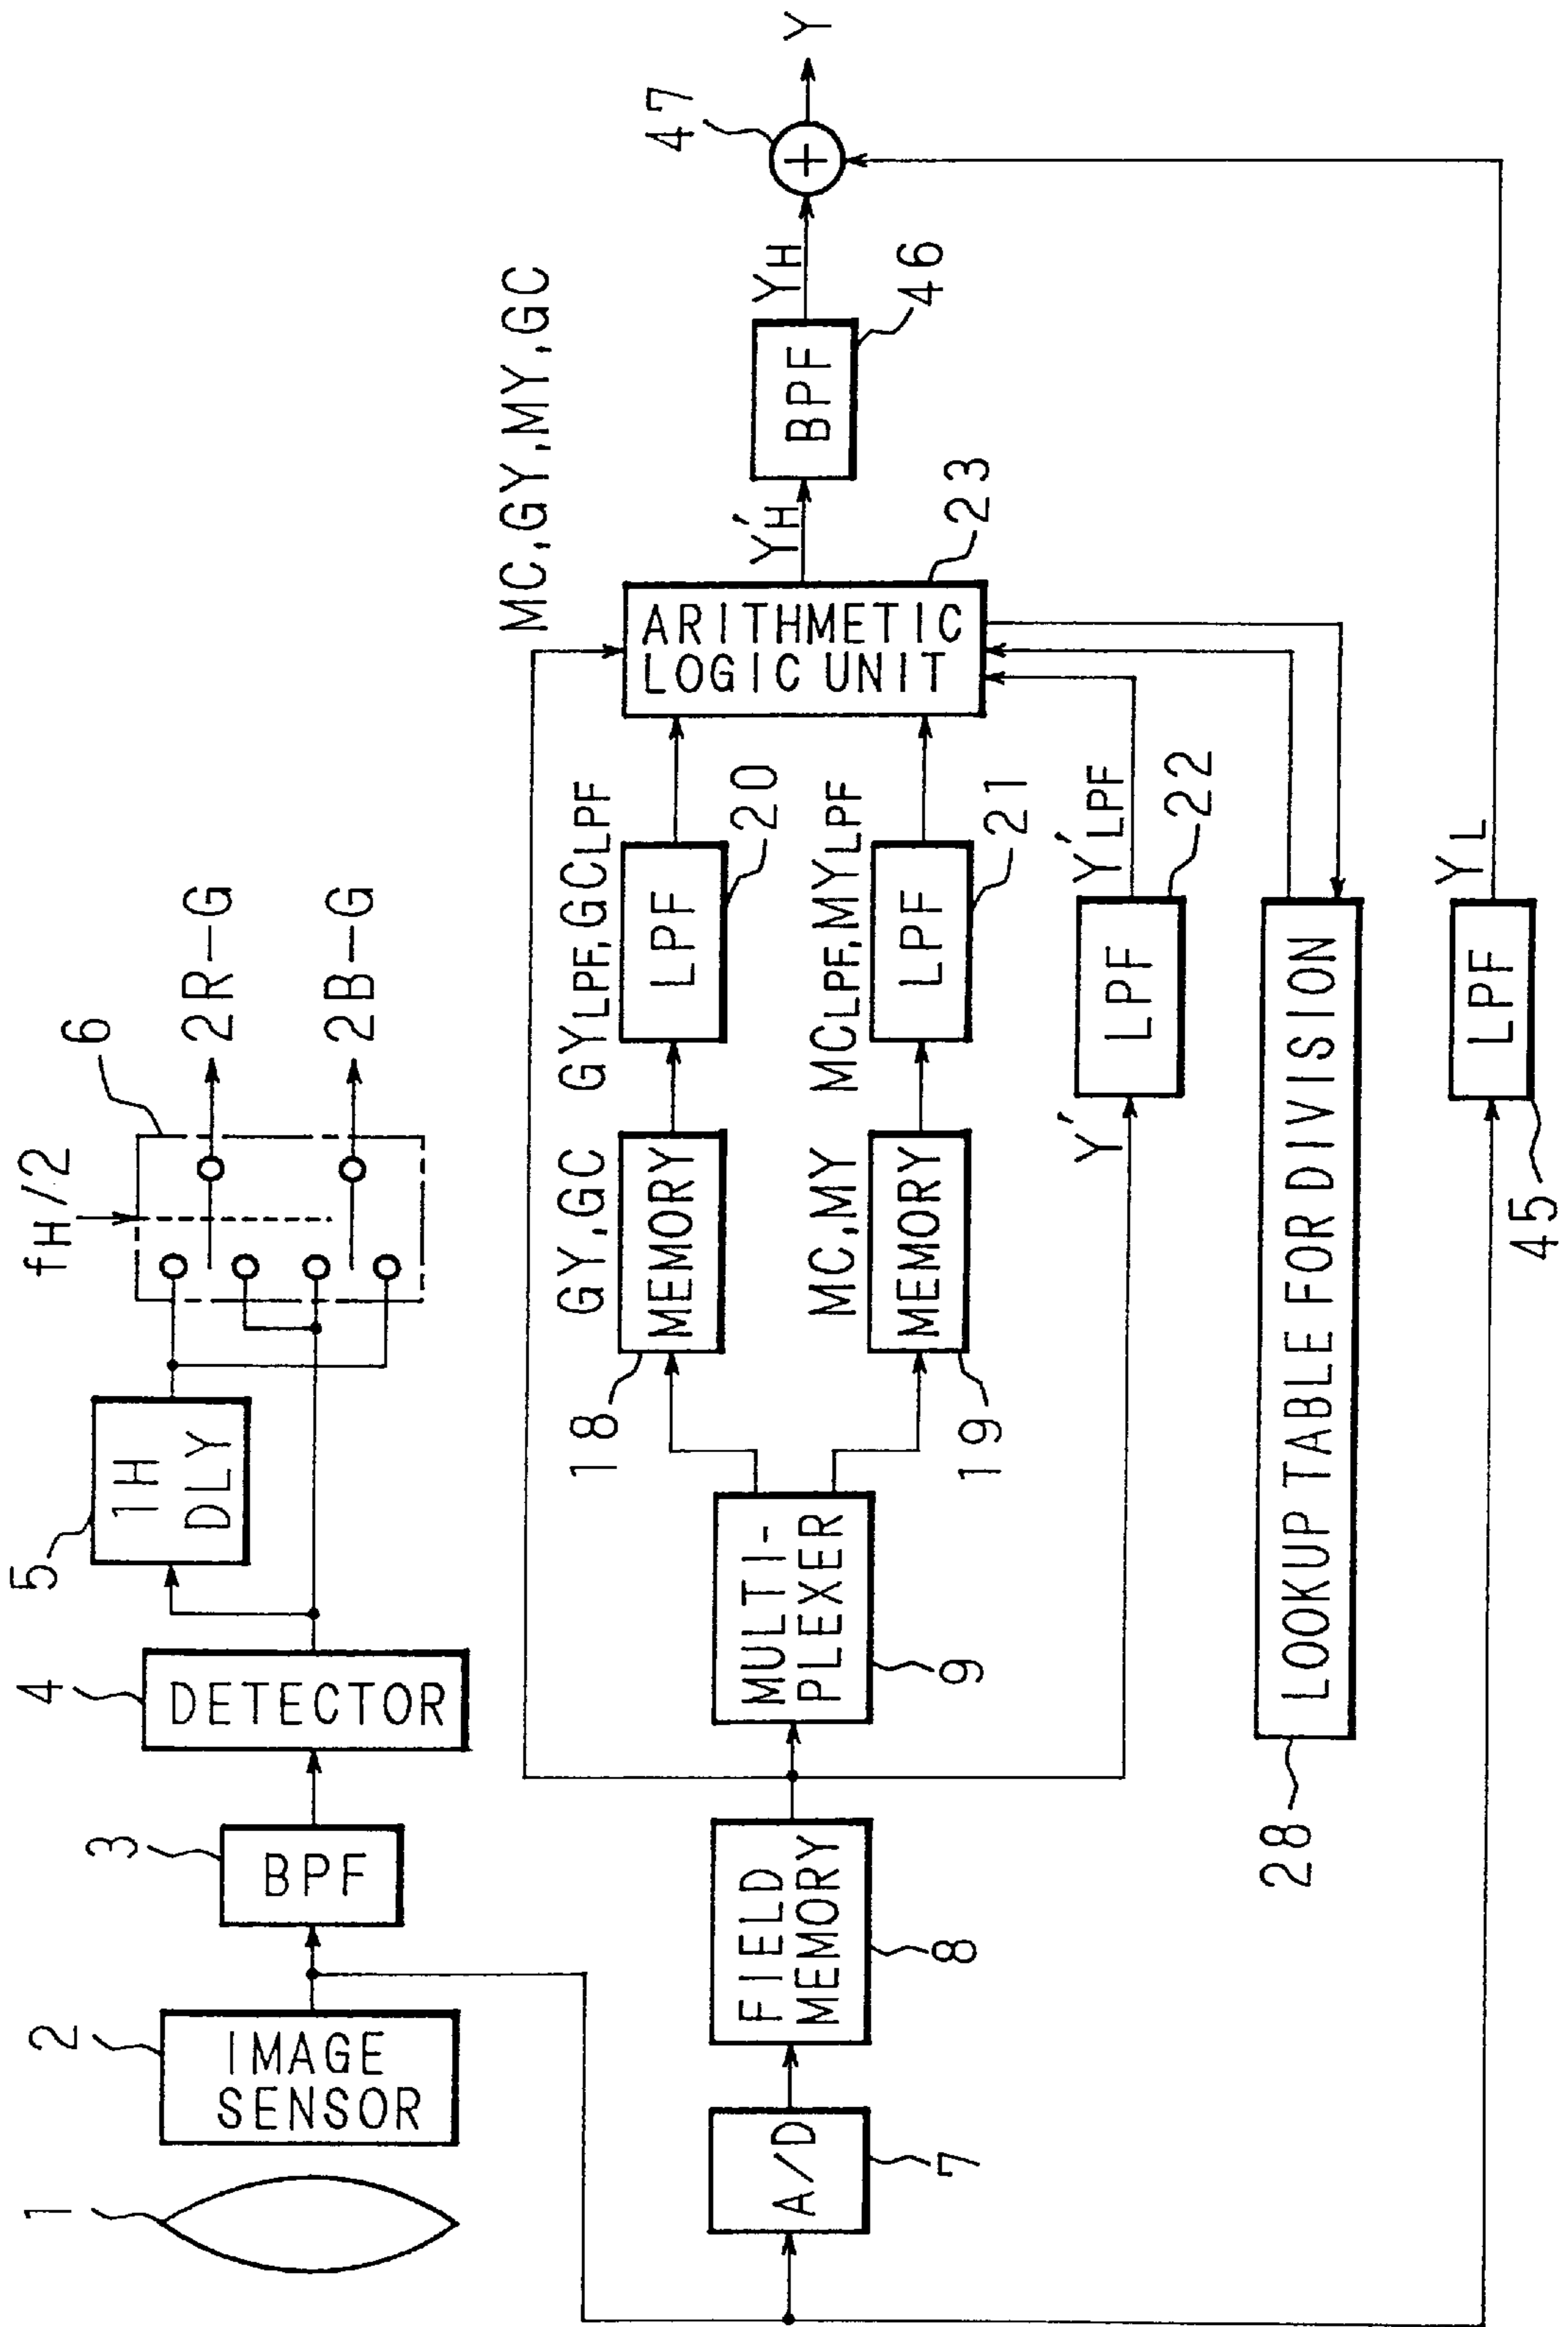 1
2
IMAGE
SENSOR
3
BPF
4
DETECTOR
5
1H
DLY
fH/2
6
2R-G
2B-G
7
A/D
8
FIELD
MEMORY
9
MULTI-
PLEXER
18
MEMORY
GY,GC
19
MEMORY
MC,MY
GYLPF,GCLPF
LPF
20
MCLPF,MYLPF
LPF
21
Y'
LPF
Y'LPF
22
MC,GY,MY,GC
ARITHMETIC
LOGIC UNIT
23
Y'H
BPF
46
YH
47
+
Y
28
LOOKUP TABLE FOR DIVISION
45
LPF
YL